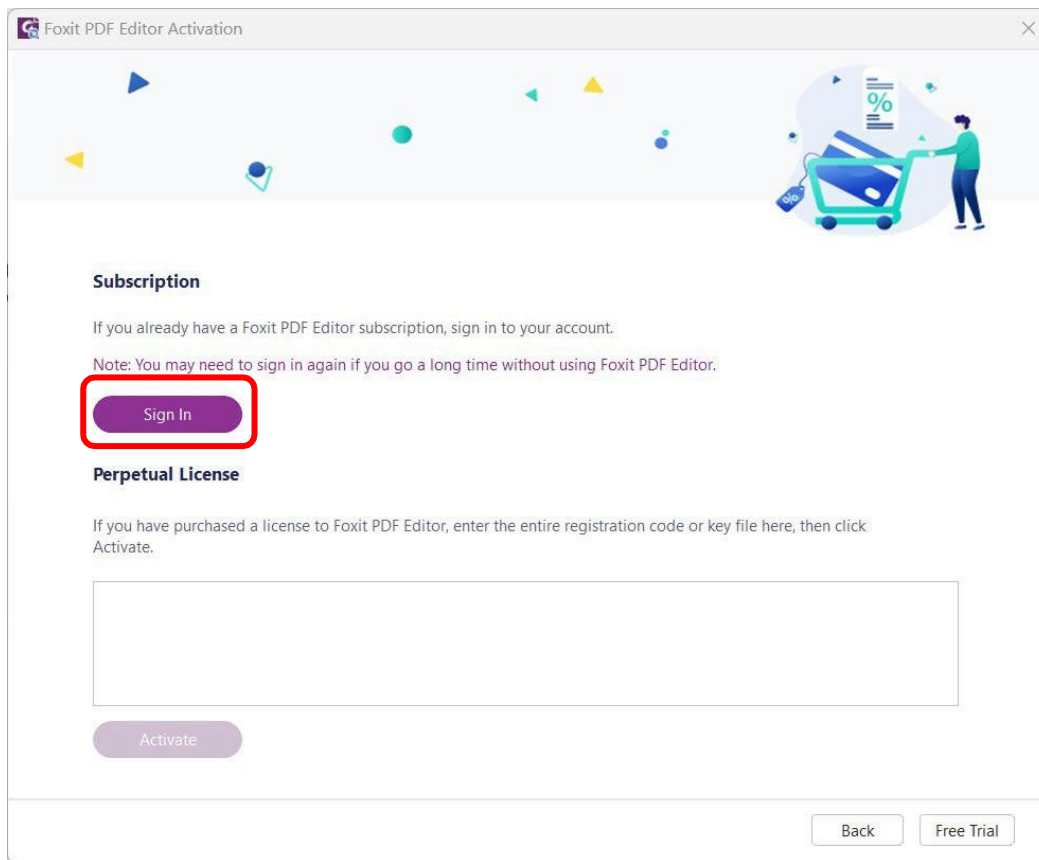 Foxit PDF Editor Activation
%
%
Subscription
If you already have a Foxit PDF Editor subscription, sign in to your account.
Note: You may need to sign in again if you go a long time without using Foxit PDF Editor.
Sign In
Perpetual License
If you have purchased a license to Foxit PDF Editor, enter the entire registration code or key file here, then click
Activate.
Activate
Back
Free Trial